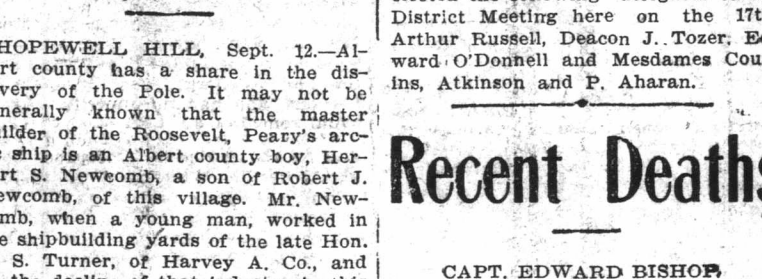 HOPEWELL HILL, Sept. 12.—Al-
rt county has a share in the dis-
very of the Pole. It may not be
nerally known that the master
ilder of the Roosevelt, Peary's arc-
ship is an Albert county boy, Her-
rt S. Newcomb, a son of Robert J.
ewcomb, of this village. Mr. New-
mb, when a young man, worked in
e shipbuilding yards of the late Hon.
S. Turner, of Harvey A. Co., and
District Meeting here on the 17t
Arthur Russell, Deacon J. Tozer, E
ward O'Donnell and Mesdames Cou
ins, Atkinson and P. Aharan.
Recent Deaths
CAPT. EDWARD BISHOP,